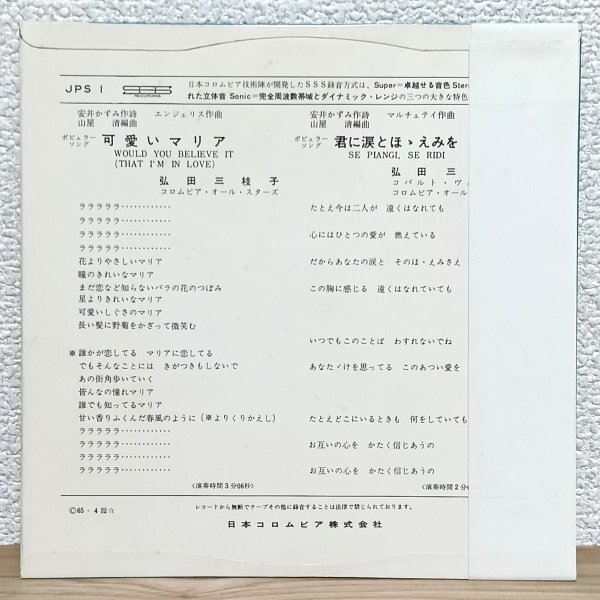 JPS 1
SSS
日本コロムビア技術陣が開発したSSS録音方式は、Super=卓越せる音色Ster
れた立体音 Sonic=完全周波数帯域とダイナミック・レンジの三つの大きな特色
安井かずみ作詩 エンジェリス作曲
山屋 清編曲
ポピュラーソング 可愛いマリア
WOULD YOU BELIEVE IT
(THAT I'M IN LOVE)
弘田三枝子
コロムビア・オール・スターズ
ラララララ…………
ラララララ…………
ラララララ…………
ラララララ…………
花よりやさしいマリア
瞳のきれいなマリア
まだ恋など知らないバラの花のつぼみ
星よりきれいなマリア
可愛いしぐさのマリア
長い髪に野菊をかざって微笑む
※誰かが恋してる マリアに恋してる
でもそんなことには きがつきもしないで
あの街角歩いていく
皆んなの憧れマリア
誰でも知ってるマリア
甘い香りふくんだ春風のように(※よりくりかえし)
ラララララ…………
ラララララ…………
ラララララ…………
ラララララ…………
〈演奏時間3分06秒〉
安井かずみ作詩 マルチェテイ作曲
山屋 清編曲
ポピュラーソング 君に涙とほゝえみを
SE PIANGI, SE RIDI
弘田三
コバルト・ヴ
コロムビア・オール
たとえ今は二人が 遠くはなれても
心にはひとつの愛が 燃えている
だからあなたの涙と そのほゝえみさえ
この胸に感じる 遠くはなれていても
いつでもこのことば わすれないでね
あなたゞけを思ってる このあつい愛を
たとえどこにいるときも 何をしていても
お互いの心を かたく信じあうの
お互いの心を かたく信じあうの
〈演奏時間2分
Ⓒ65・4
レコードから無断でテープその他に録音することは法律で禁じられております。
日本コロムビア株式会社